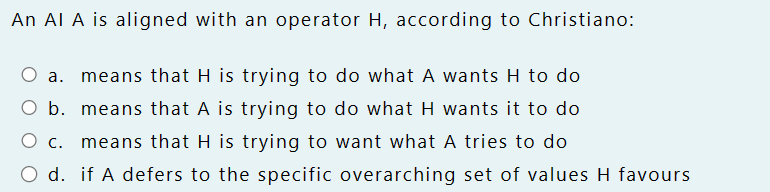 An AI A is aligned with an operator H, according to Christiano:
a. means that H is trying to do what A wants H to do
b. means that A is trying to do what H wants it to do
c. means that H is trying to want what A tries to do
d. if A defers to the specific overarching set of values H favours